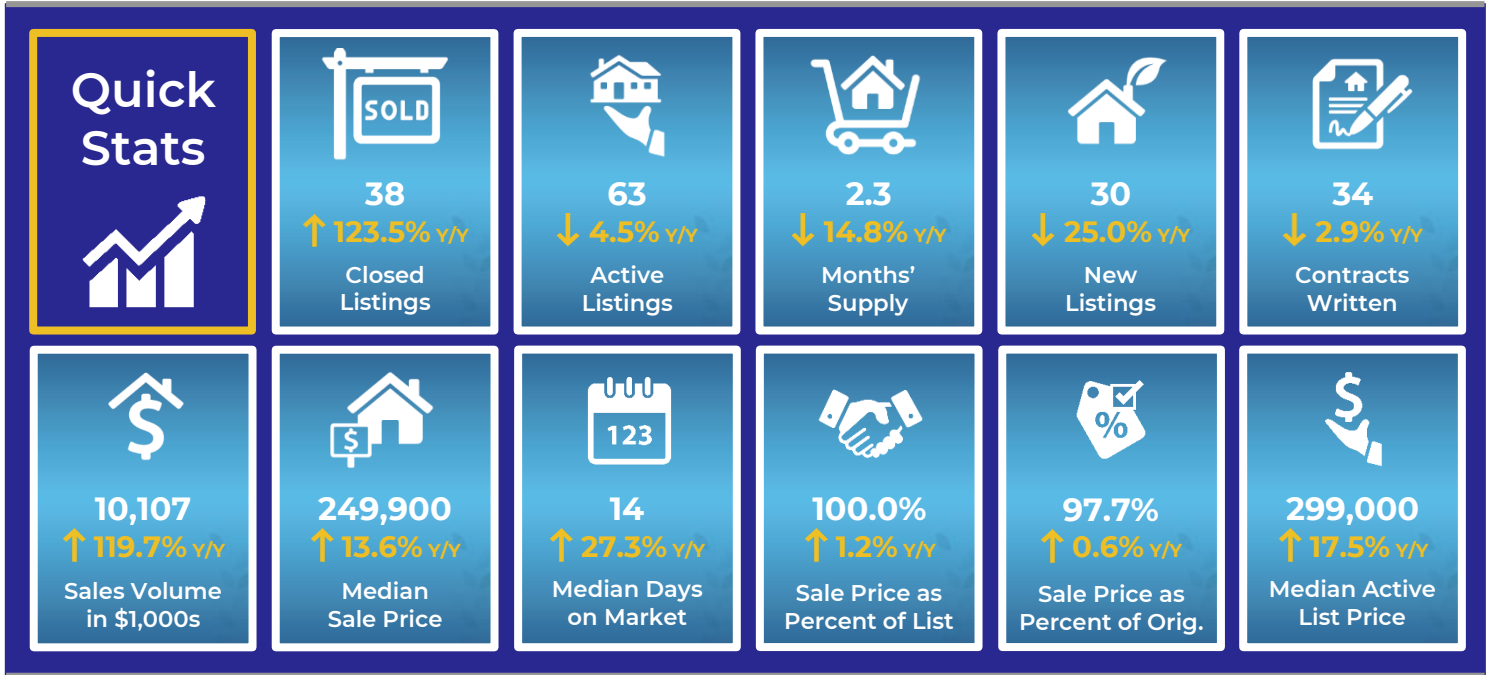 Quick
Stats
SOLD
38
↑ 123.5% Y/Y
Closed
Listings
63
↓ 4.5% Y/Y
Active
Listings
2.3
↓ 14.8% Y/Y
Months’
Supply
30
↓ 25.0% Y/Y
New
Listings
34
↓ 2.9% Y/Y
Contracts
Written
$
10,107
↑ 119.7% Y/Y
Sales Volume
in $1,000s
$
249,900
↑ 13.6% Y/Y
Median
Sale Price
123
14
↑ 27.3% Y/Y
Median Days
on Market
100.0%
↑ 1.2% Y/Y
Sale Price as
Percent of List
%
97.7%
↑ 0.6% Y/Y
Sale Price as
Percent of Orig.
$
299,000
↑ 17.5% Y/Y
Median Active
List Price